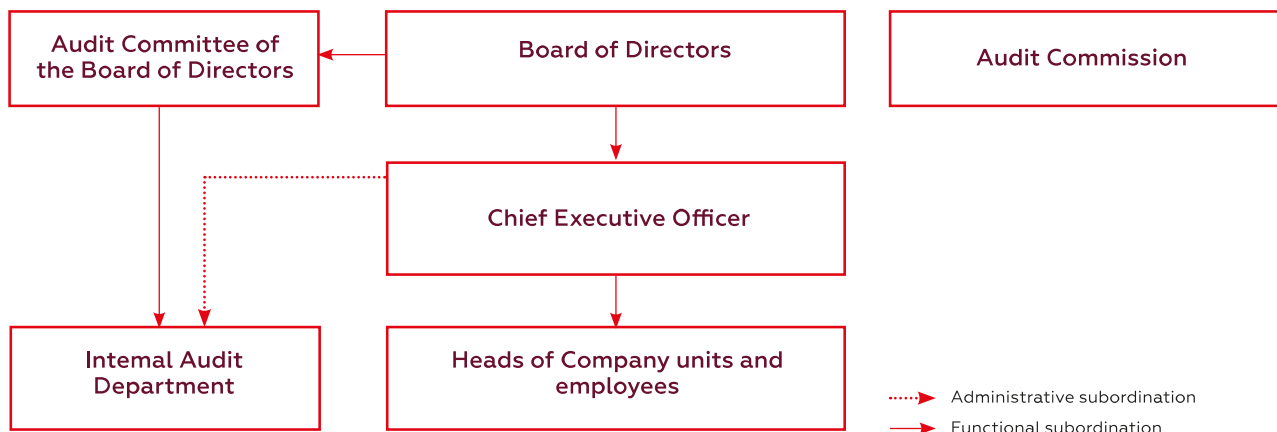 Audit Committee of
the Board of Directors
Board of Directors
Audit Commission
Chief Executive Officer
Internal Audit
Department
Heads of Company units and
employees
Administrative subordination
Functional subordination